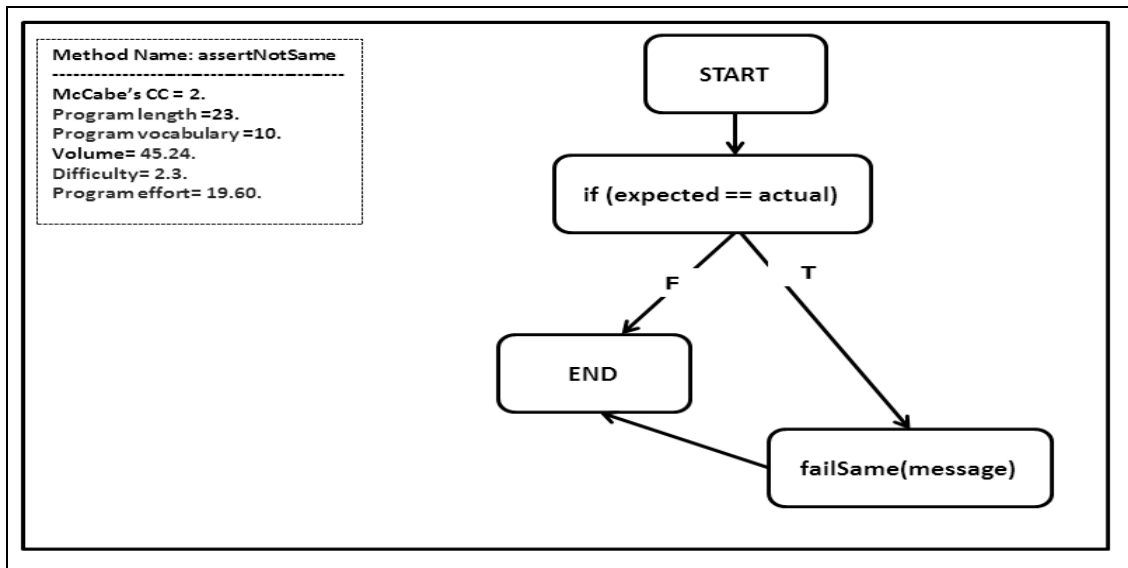 Method Name: assertNotSame
------------------------------------------
McCabe's CC = 2.
Program length =23.
Program vocabulary =10.
Volume= 45.24.
Difficulty= 2.3.
Program effort= 19.60.
START
if (expected == actual)
F
T
END
failSame(message)